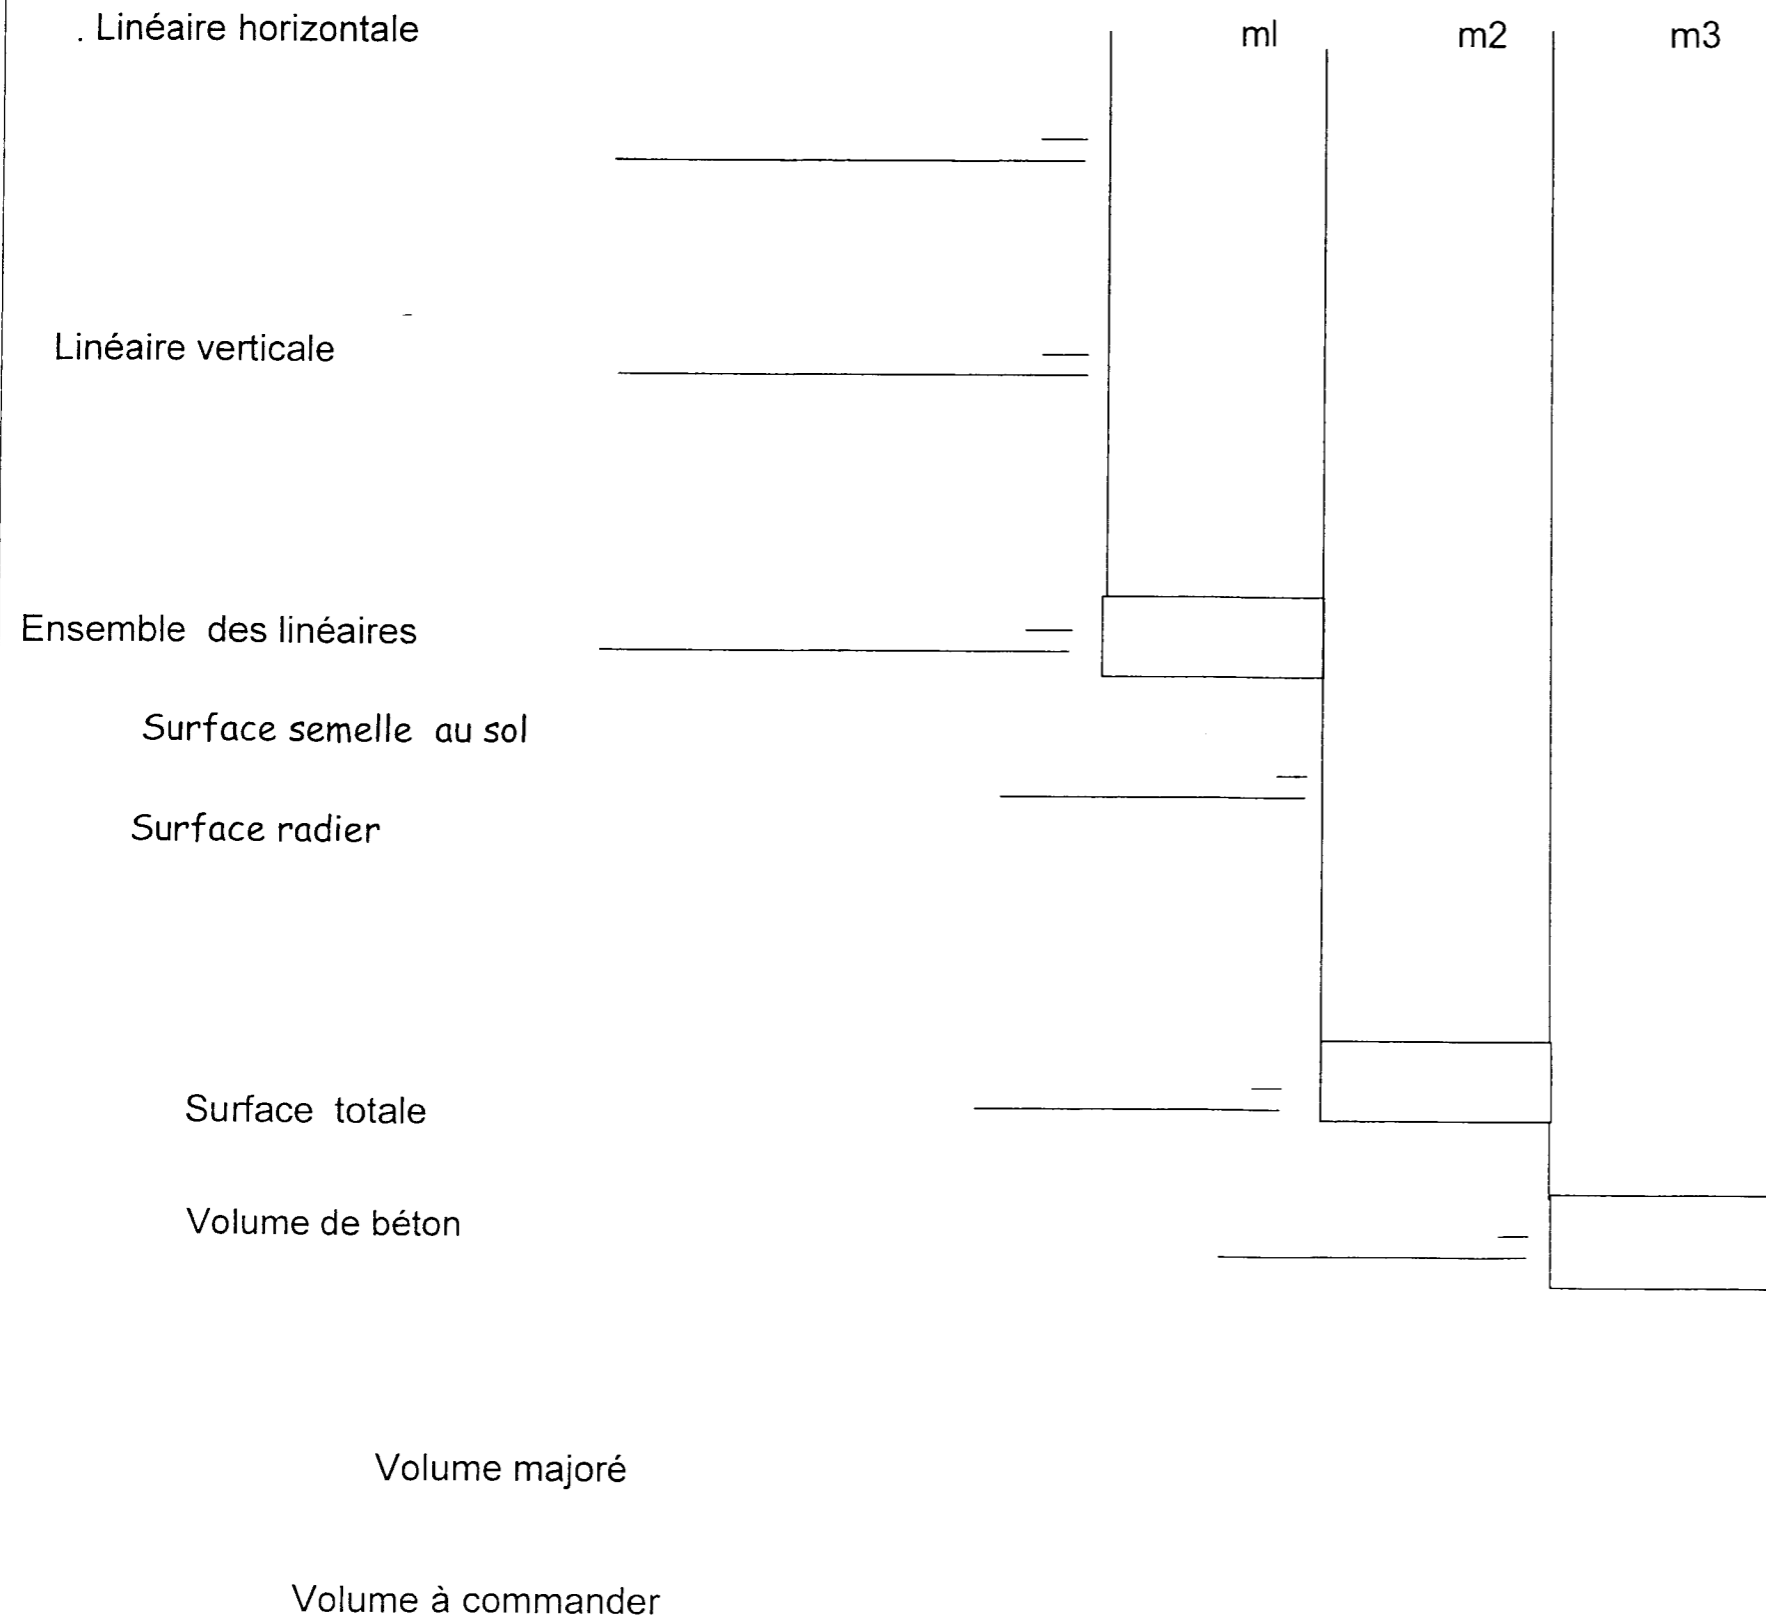 . Linéaire horizontale ml m2 m3
Linéaire verticale
Ensemble des linéaires
Surface semelle au sol
Surface radier
Surface totale
Volume de béton
Volume majoré
Volume à commander